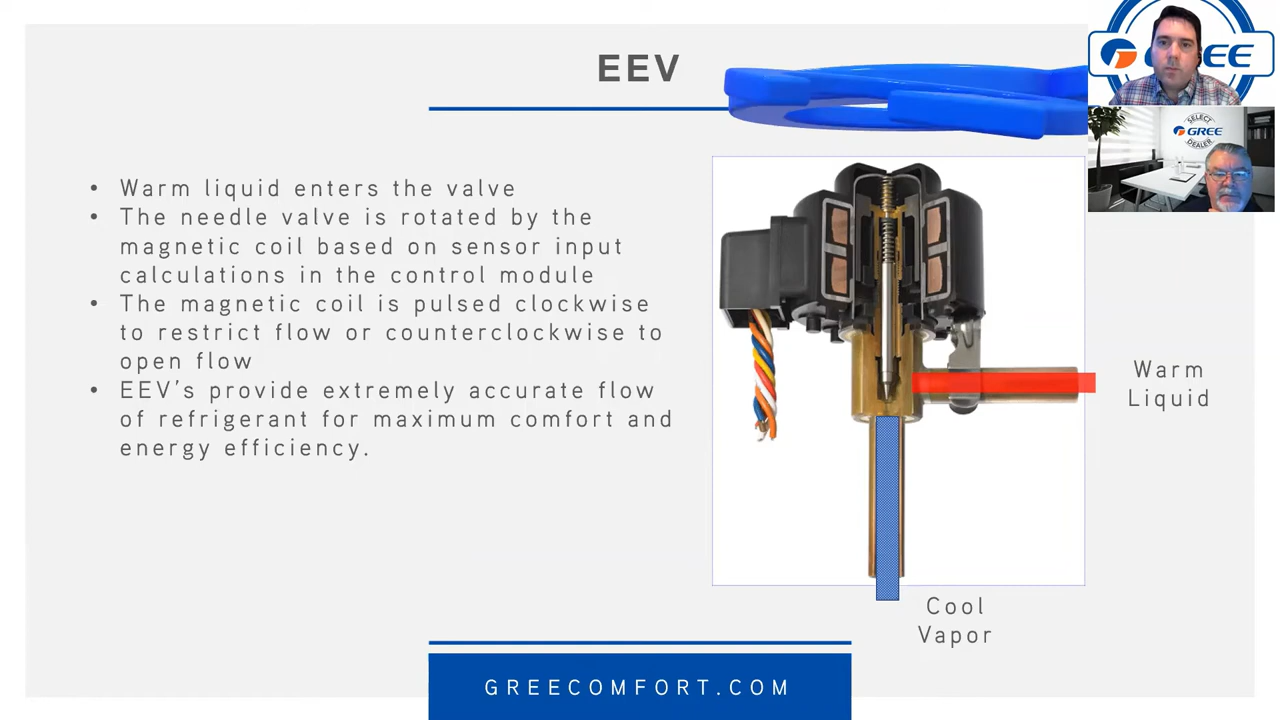 EEV
• Warm liquid enters the valve
• The needle valve is rotated by the
magnetic coil based on sensor input
calculations in the control module
• The magnetic coil is pulsed clockwise
to restrict flow or counterclockwise to
open flow
• EEV's provide extremely accurate flow
of refrigerant for maximum comfort and
energy efficiency.
Warm
Liquid
Cool
Vapor
GREECOMFORT.COM
GREE
SELECT
GREE
DEALER